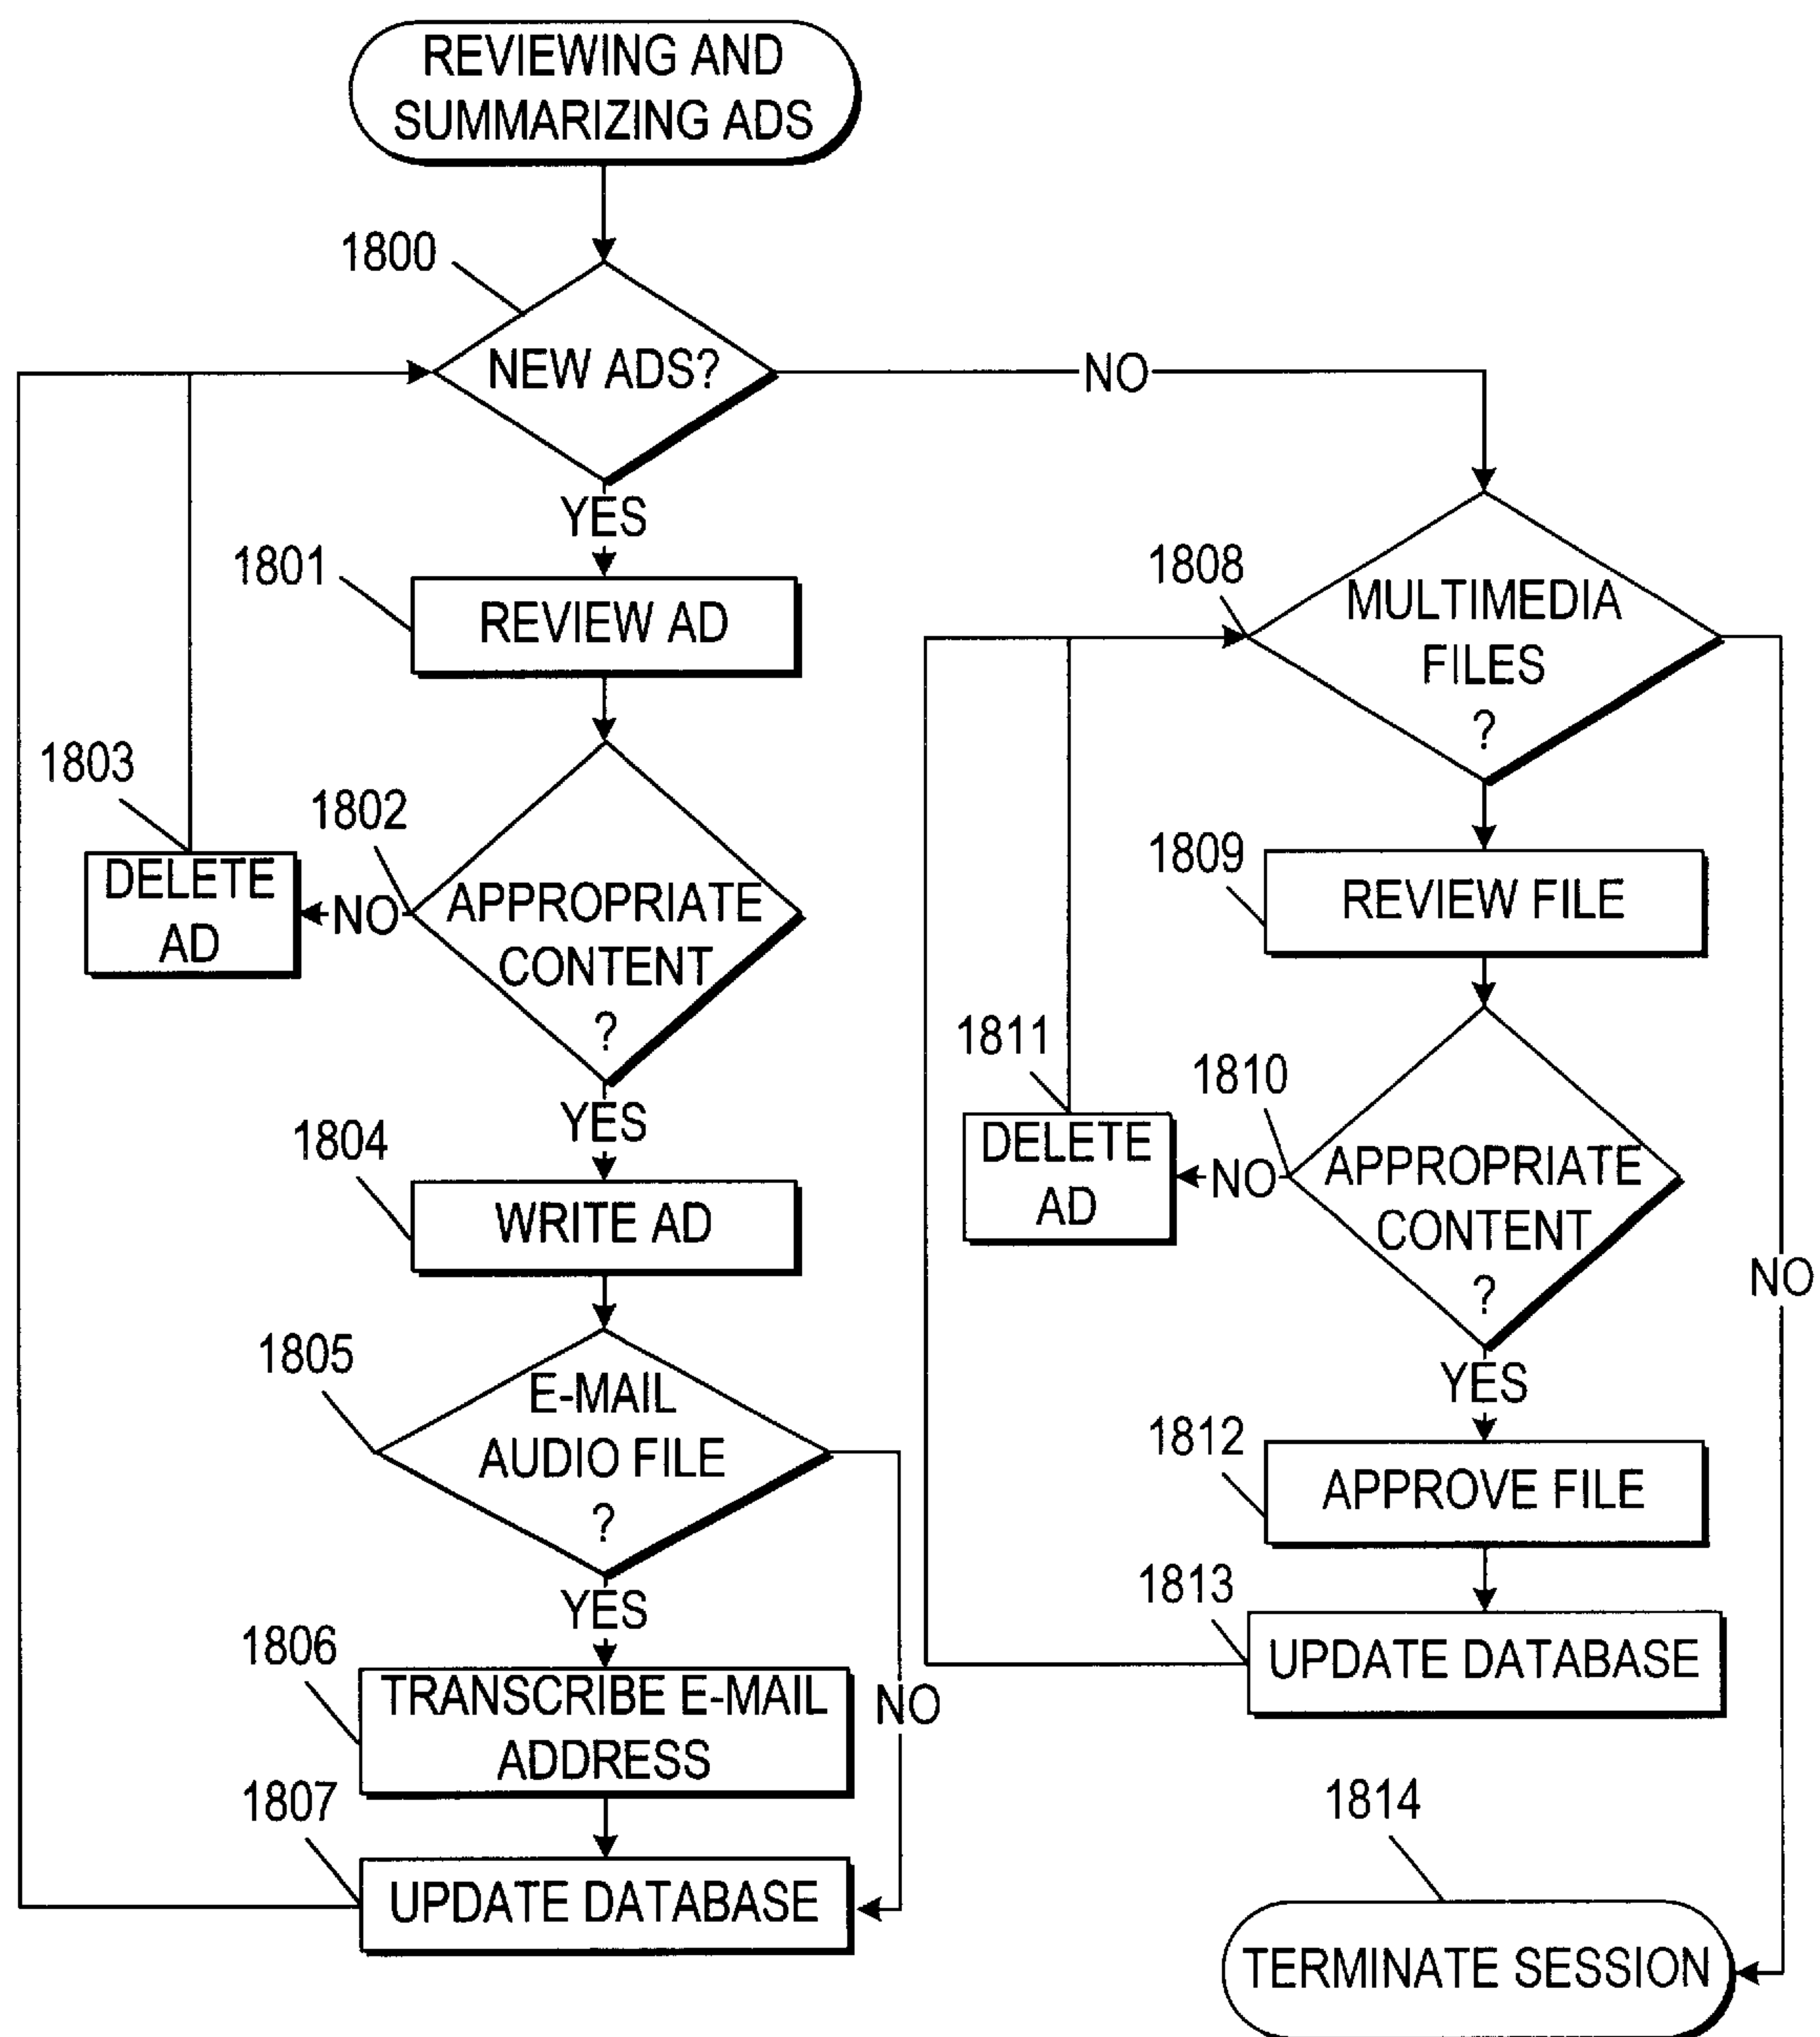 REVIEWING AND
SUMMARIZING ADS
1800
NEW ADS?
NO
YES
1801
REVIEW AD
1802
APPROPRIATE
CONTENT
?
NO
1803
DELETE
AD
YES
1804
WRITE AD
1805
E-MAIL
AUDIO FILE
?
YES
NO
1806
TRANSCRIBE E-MAIL
ADDRESS
1807
UPDATE DATABASE
1808
MULTIMEDIA
FILES
?
NO
1809
REVIEW FILE
1810
APPROPRIATE
CONTENT
?
NO
1811
DELETE
AD
YES
1812
APPROVE FILE
1813
UPDATE DATABASE
1814
TERMINATE SESSION